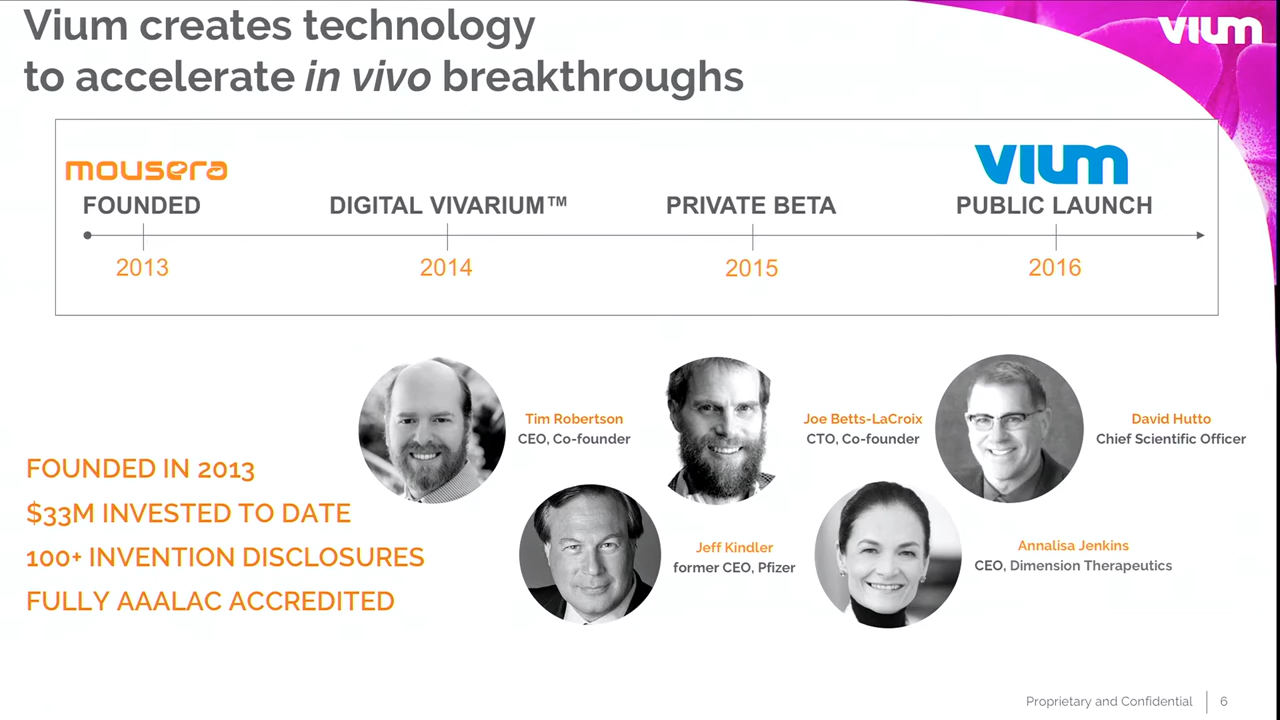 Vium creates technology
to accelerate in vivo breakthroughs
vium
mousera
vium
FOUNDED
DIGITAL VIVARIUM™
PRIVATE BETA
PUBLIC LAUNCH
2013
2014
2015
2016
Tim Robertson
CEO, Co-founder
Joe Betts-LaCroix
CTO, Co-founder
David Hutto
Chief Scientific Officer
FOUNDED IN 2013
$33M INVESTED TO DATE
100+ INVENTION DISCLOSURES
FULLY AAALAC ACCREDITED
Jeff Kindler
former CEO, Pfizer
Annalisa Jenkins
CEO, Dimension Therapeutics
Proprietary and Confidential
6